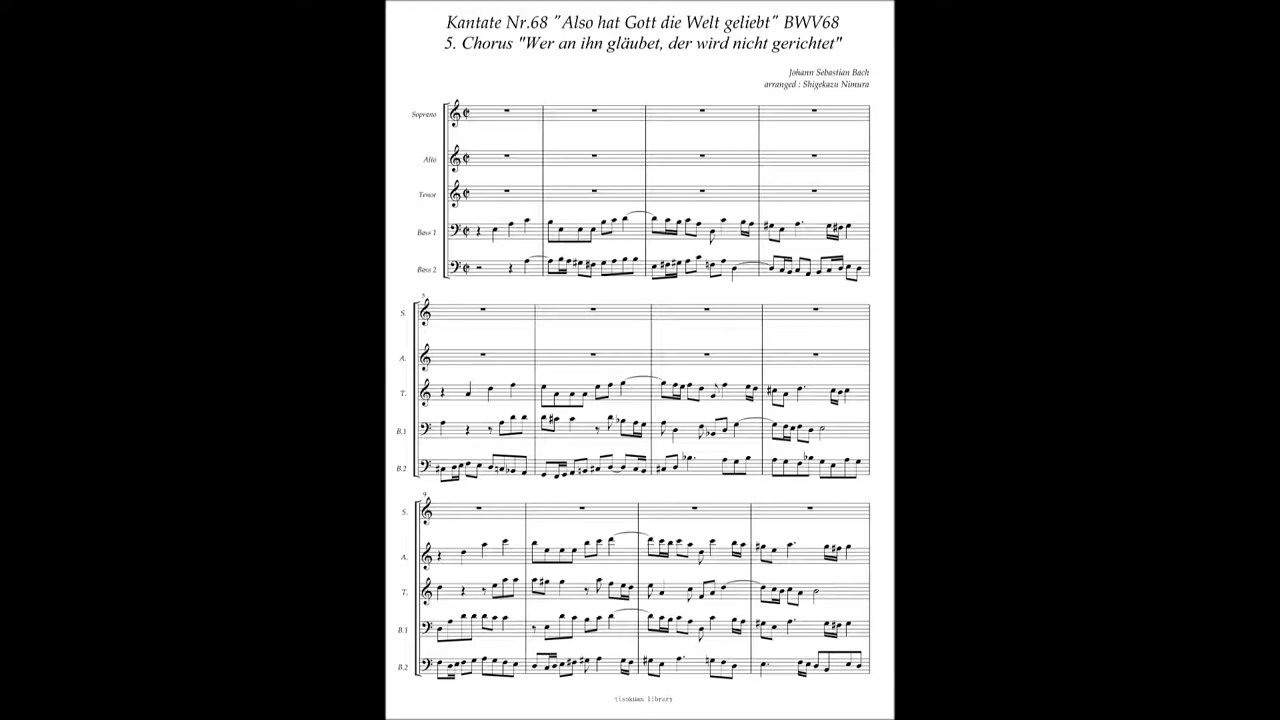 Kantate Nr.68 "Also hat Gott die Welt geliebt" BWV68
5. Chorus "Wer an ihn gläubet, der wird nicht gerichtet"
Johann Sebastian Bach
arranged : Shigekazu Nimura
Soprano
Alto
Tenor
Bass 1
Bass 2
5
S.
A.
T.
B.1
B.2
9
S.
A.
T.
B.1
B.2
library